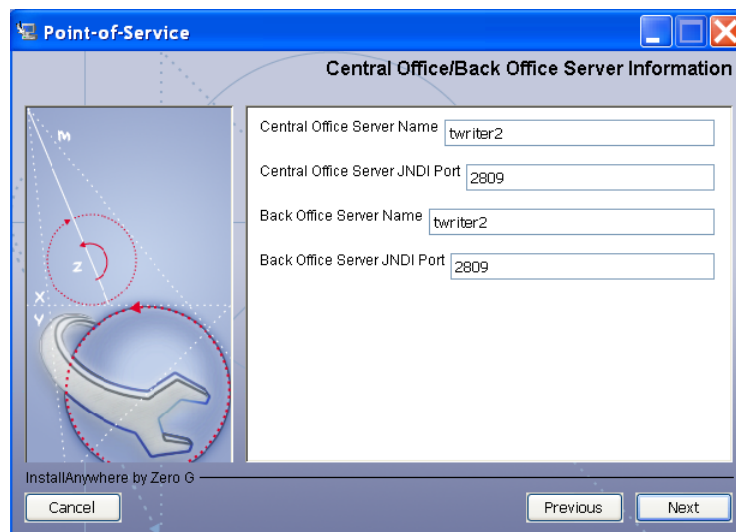 Point-of-Service
Central Office/Back Office Server Information
M
Z
X
Y
Central Office Server Name twriter2
Central Office Server JNDI Port 2809
Back Office Server Name twriter2
Back Office Server JNDI Port 2809
InstallAnywhere by Zero G
Cancel Previous Next